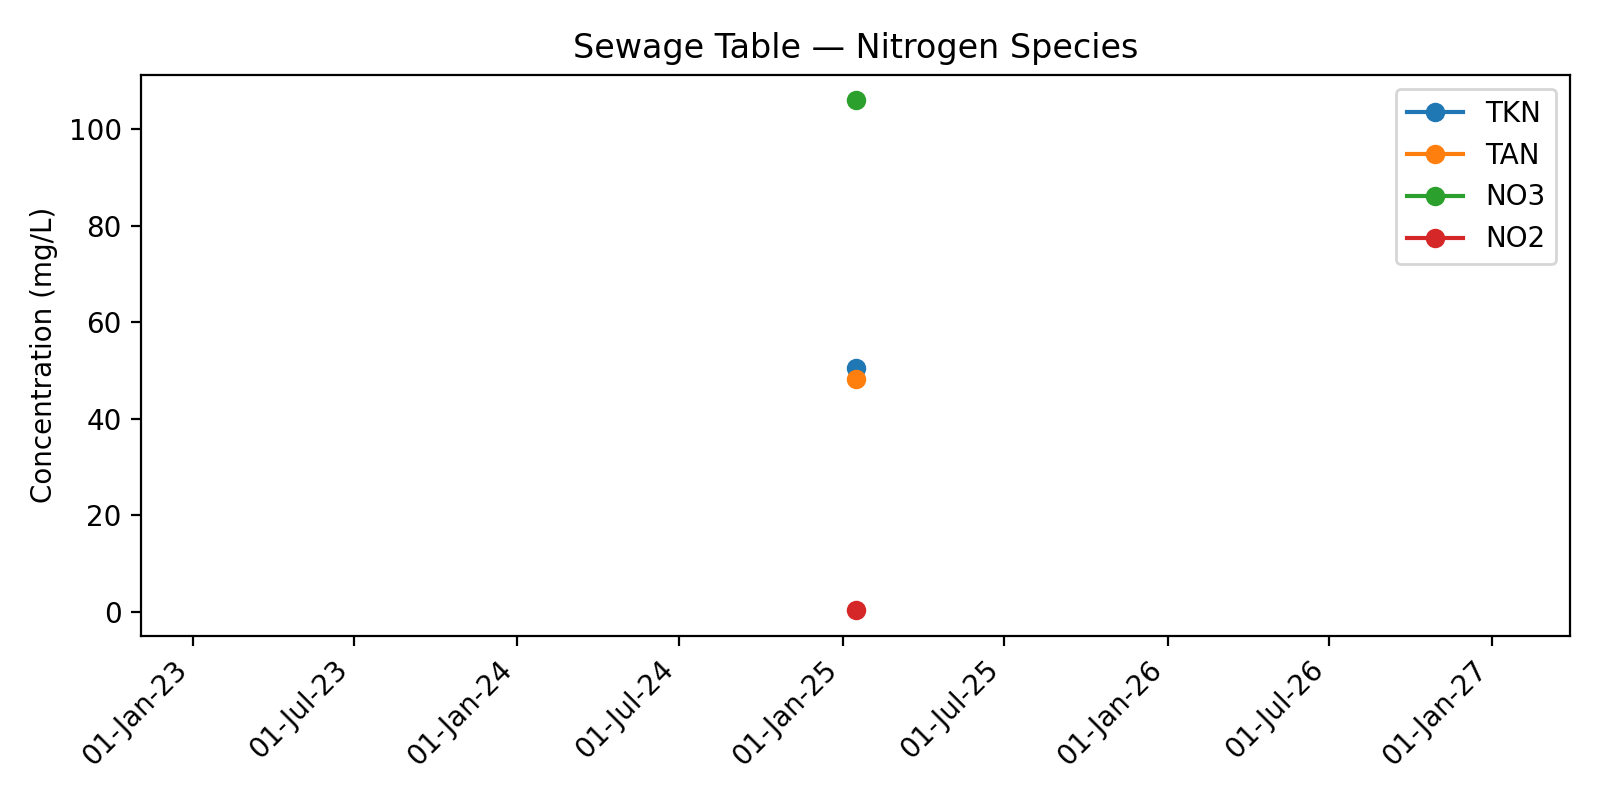 Sewage Table — Nitrogen Species
Concentration (mg/L)
100
80
60
40
20
0
TKN
TAN
NO3
NO2
01-Jan-23
01-Jul-23
01-Jan-24
01-Jul-24
01-Jan-25
01-Jul-25
01-Jan-26
01-Jul-26
01-Jan-27